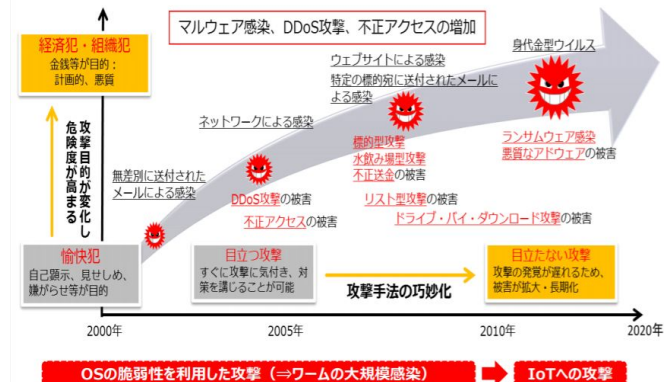 マルウェア感染、DDoS攻撃、不正アクセスの増加
経済犯・組織犯
金銭等が目的：
計画的、悪質
攻撃目的が変化し
危険度が高まる
愉快犯
自己顕示、見せしめ、
嫌がらせ等が目的
無差別に送付された
メールによる感染
ネットワークによる感染
DDoS攻撃の被害
不正アクセスの被害
ウェブサイトによる感染
特定の標的宛に送付されたメールに
よる感染
標的型攻撃
水飲み場型攻撃
不正送金の被害
リスト型攻撃の被害
ドライブ・バイ・ダウンロード攻撃の被害
身代金型ウイルス
ランサムウェア感染
悪質なアドウェアの被害
目立つ攻撃
すぐに攻撃に気付き、対
策を講じることが可能
攻撃手法の巧妙化
目立たない攻撃
攻撃の発覚が遅れるため、
被害が拡大・長期化
2000年
2005年
2010年
2020年
OSの脆弱性を利用した攻撃（⇒ワームの大規模感染）
IoTへの攻撃